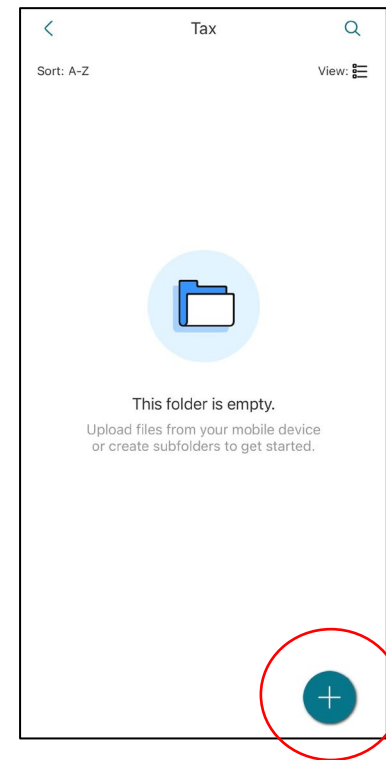 Tax
Sort: A-Z
View:
This folder is empty.
Upload files from your mobile device
or create subfolders to get started.